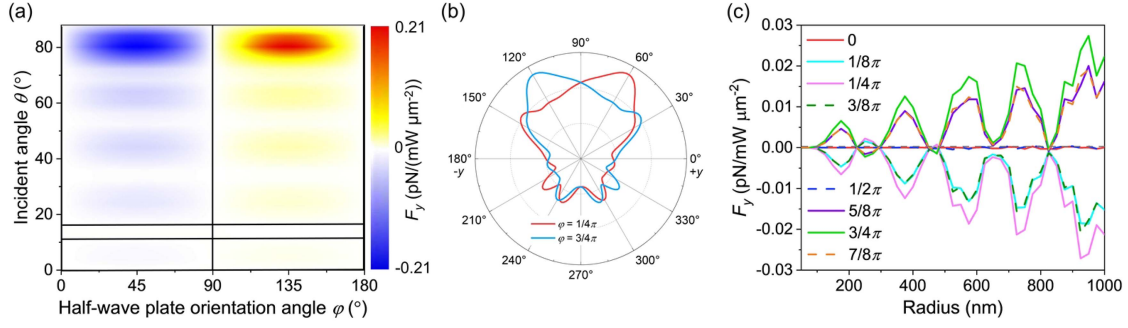 (a)
80
60
40
20
0
Incident angle θ (°)
0
45
90
135
180
Half-wave plate orientation angle φ (°)
0.21
0
-0.21
F_y (pN/(mW μm⁻²)
(b)
90°
120°
60°
150°
30°
180°
-y
0°
+y
210°
330°
240°
300°
270°
φ = 1/4π
φ = 3/4π
(c)
0.03
0.02
0.01
0.00
-0.01
-0.02
-0.03
F_y (pN/mW μm⁻²)
0
1/8π
1/4π
3/8π
1/2π
5/8π
3/4π
7/8π
200
400
600
800
1000
Radius (nm)